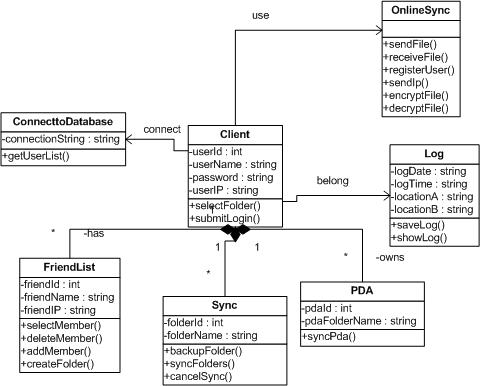 use
OnlineSync
+sendFile()
+receiveFile()
+registerUser()
+sendIp()
+encryptFile()
+decryptFile()
ConnecttoDatabase
-connectionString : string
+getUserList()
connect
Client
-userId : int
-userName : string
-password : string
-userIP : string
+selectFolder()
+submitLogin()
belong
Log
-logDate : string
-logTime : string
-locationA : string
-locationB : string
+saveLog()
+showLog()
1
*
-has
1
1
*
*
-owns
FriendList
-friendId : int
-friendName : string
-friendIP : string
+selectMember()
+deleteMember()
+addMember()
+createFolder()
Sync
-folderId : int
-folderName : string
+backupFolder()
+syncFolders()
+cancelSync()
PDA
-pdaId : int
-pdaFolderName : string
+syncPda()